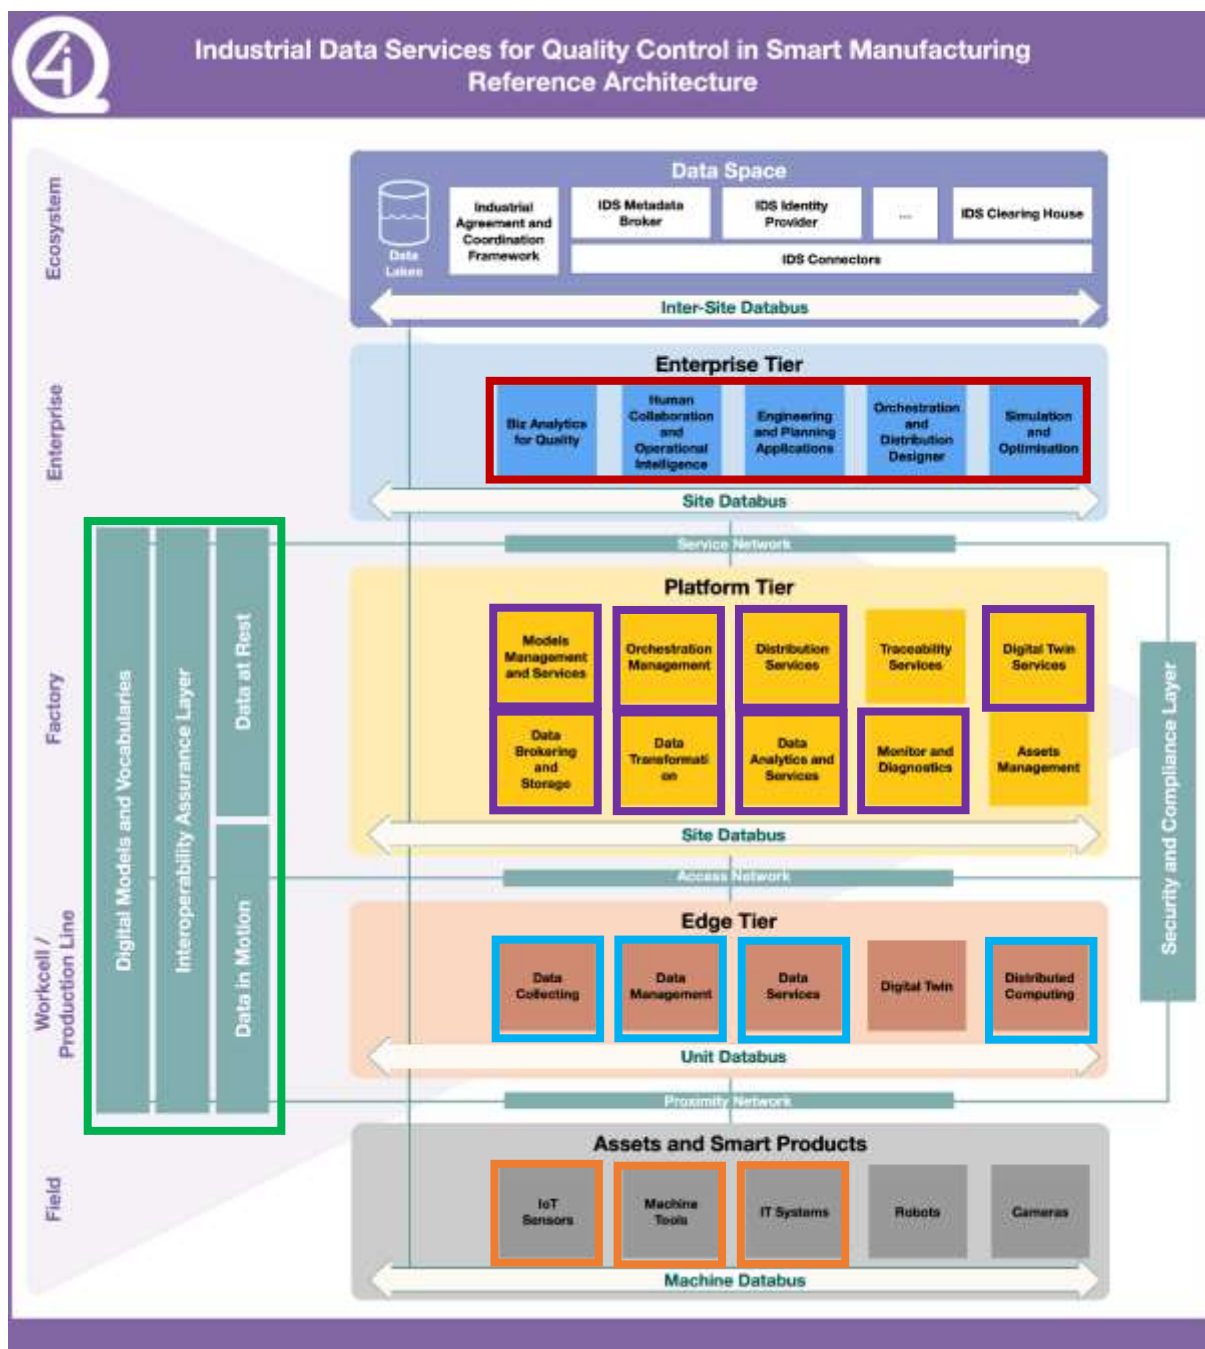 i4Q
Industrial Data Services for Quality Control in Smart Manufacturing
Reference Architecture
Ecosystem
Data Space
Data
Lakes
Industrial
Agreement and
Coordination
Framework
IDS Metadata
Broker
IDS Identity
Provider
...
IDS Clearing House
IDS Connectors
Inter-Site Databus
Enterprise
Enterprise Tier
Biz Analytics
for Quality
Human
Collaboration
and
Operational
Intelligence
Engineering
and Planning
Applications
Orchestration
and
Distribution
Designer
Simulation
and
Optimisation
Site Databus
Service Network
Digital Models and Vocabularies
Interoperability Assurance Layer
Data at Rest
Data in Motion
Factory
Platform Tier
Models
Management
and Services
Orchestration
Management
Distribution
Services
Traceability
Services
Digital Twin
Services
Data
Brokering
and
Storage
Data
Transformati
on
Data
Analytics and
Services
Monitor and
Diagnostics
Assets
Management
Site Databus
Security and Compliance Layer
Access Network
Workcell /
Production Line
Edge Tier
Data
Collecting
Data
Management
Data
Services
Digital Twin
Distributed
Computing
Unit Databus
Proximity Network
Field
Assets and Smart Products
IoT
Sensors
Machine
Tools
IT Systems
Robots
Cameras
Machine Databus